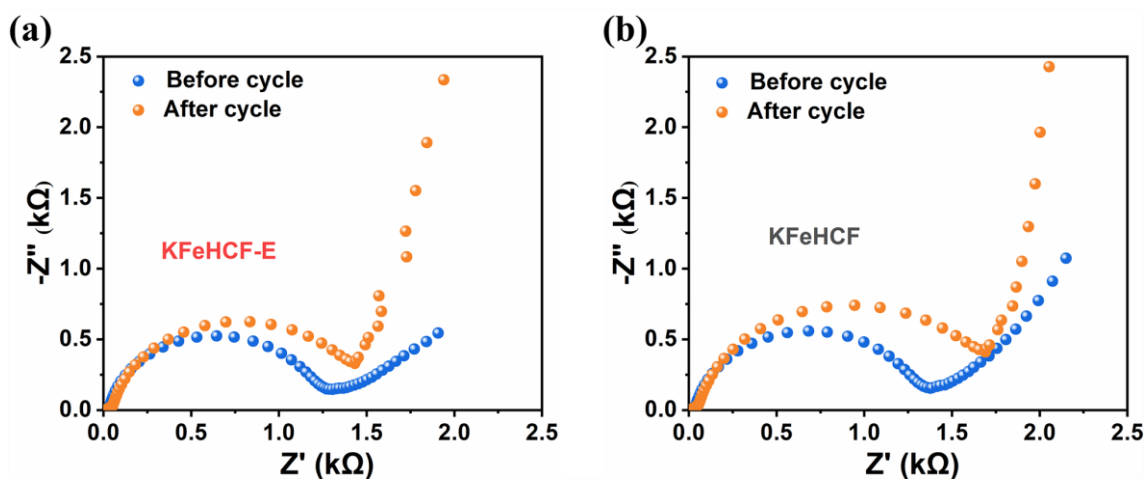 (a)
2.5
2.0
1.5
1.0
0.5
0.0
-Z'' (kΩ)
Before cycle
After cycle
KFeHCF-E
0.0 0.5 1.0 1.5 2.0 2.5
Z' (kΩ)
(b)
2.5
2.0
1.5
1.0
0.5
0.0
-Z'' (kΩ)
Before cycle
After cycle
KFeHCF
0.0 0.5 1.0 1.5 2.0 2.5
Z' (kΩ)